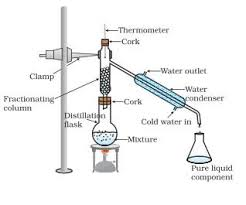 Thermometer
Cork
Water outlet
Clamp
Water
condenser
Fractionating
column
Cork
Distillation
flask
Cold water in
Mixture
Pure liquid
component